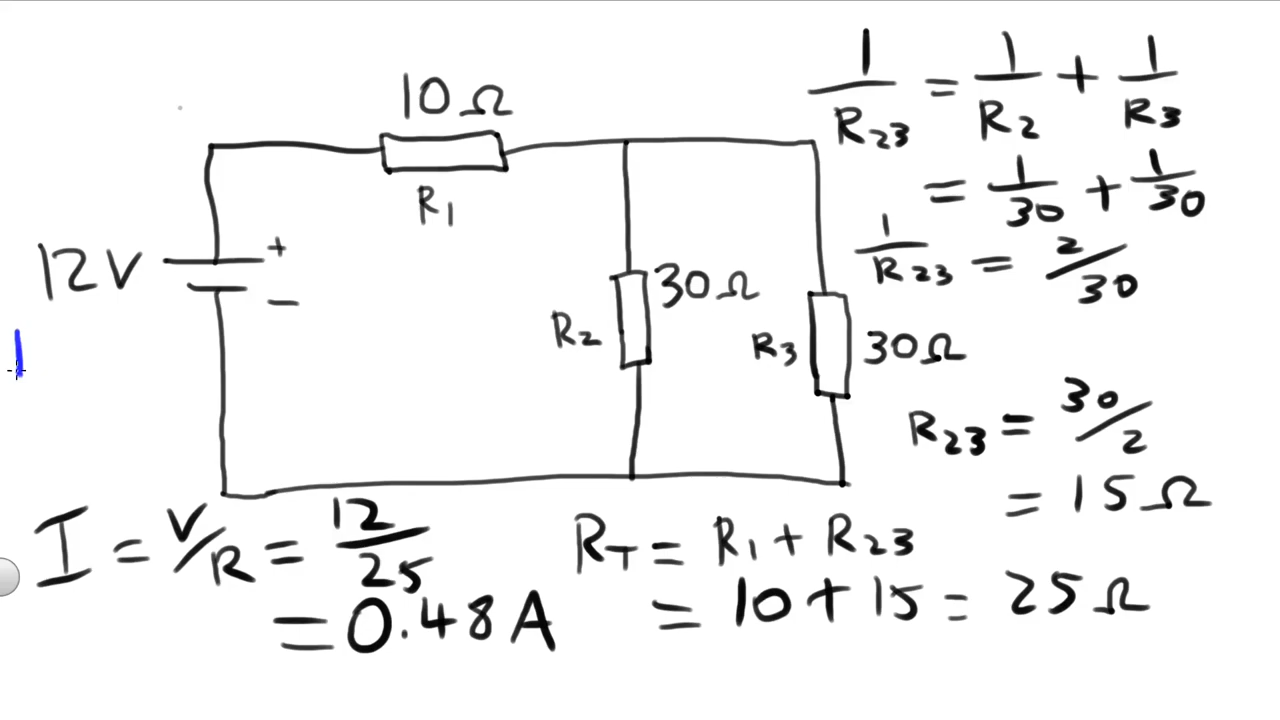 10Ω
R1
12V
+
−
R2
30Ω
R3
30Ω
1/R23 = 1/R2 + 1/R3
= 1/30 + 1/30
1/R23 = 2/30
R23 = 30/2
= 15Ω
I = V/R = 12/25
= 0.48A
RT = R1 + R23
= 10 + 15 = 25Ω